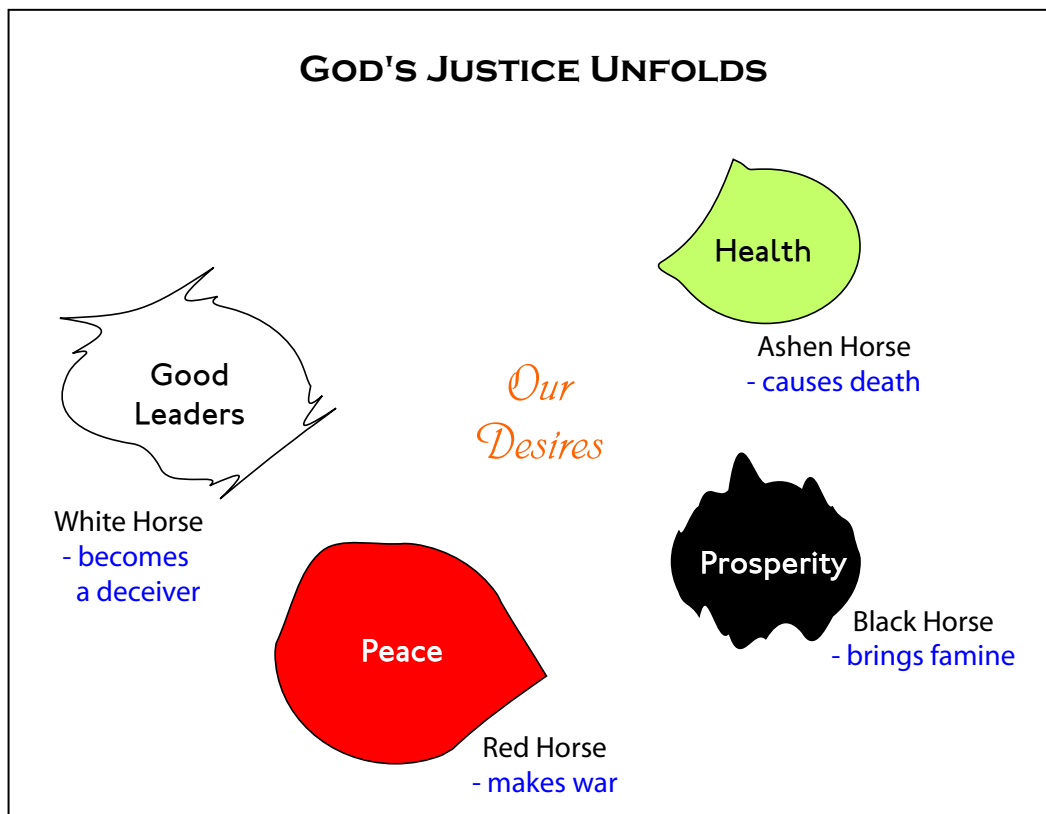 God's Justice Unfolds
Health
Ashen Horse
- causes death
Good
Leaders
White Horse
- becomes
a deceiver
Our
Desires
Prosperity
Black Horse
- brings famine
Peace
Red Horse
- makes war